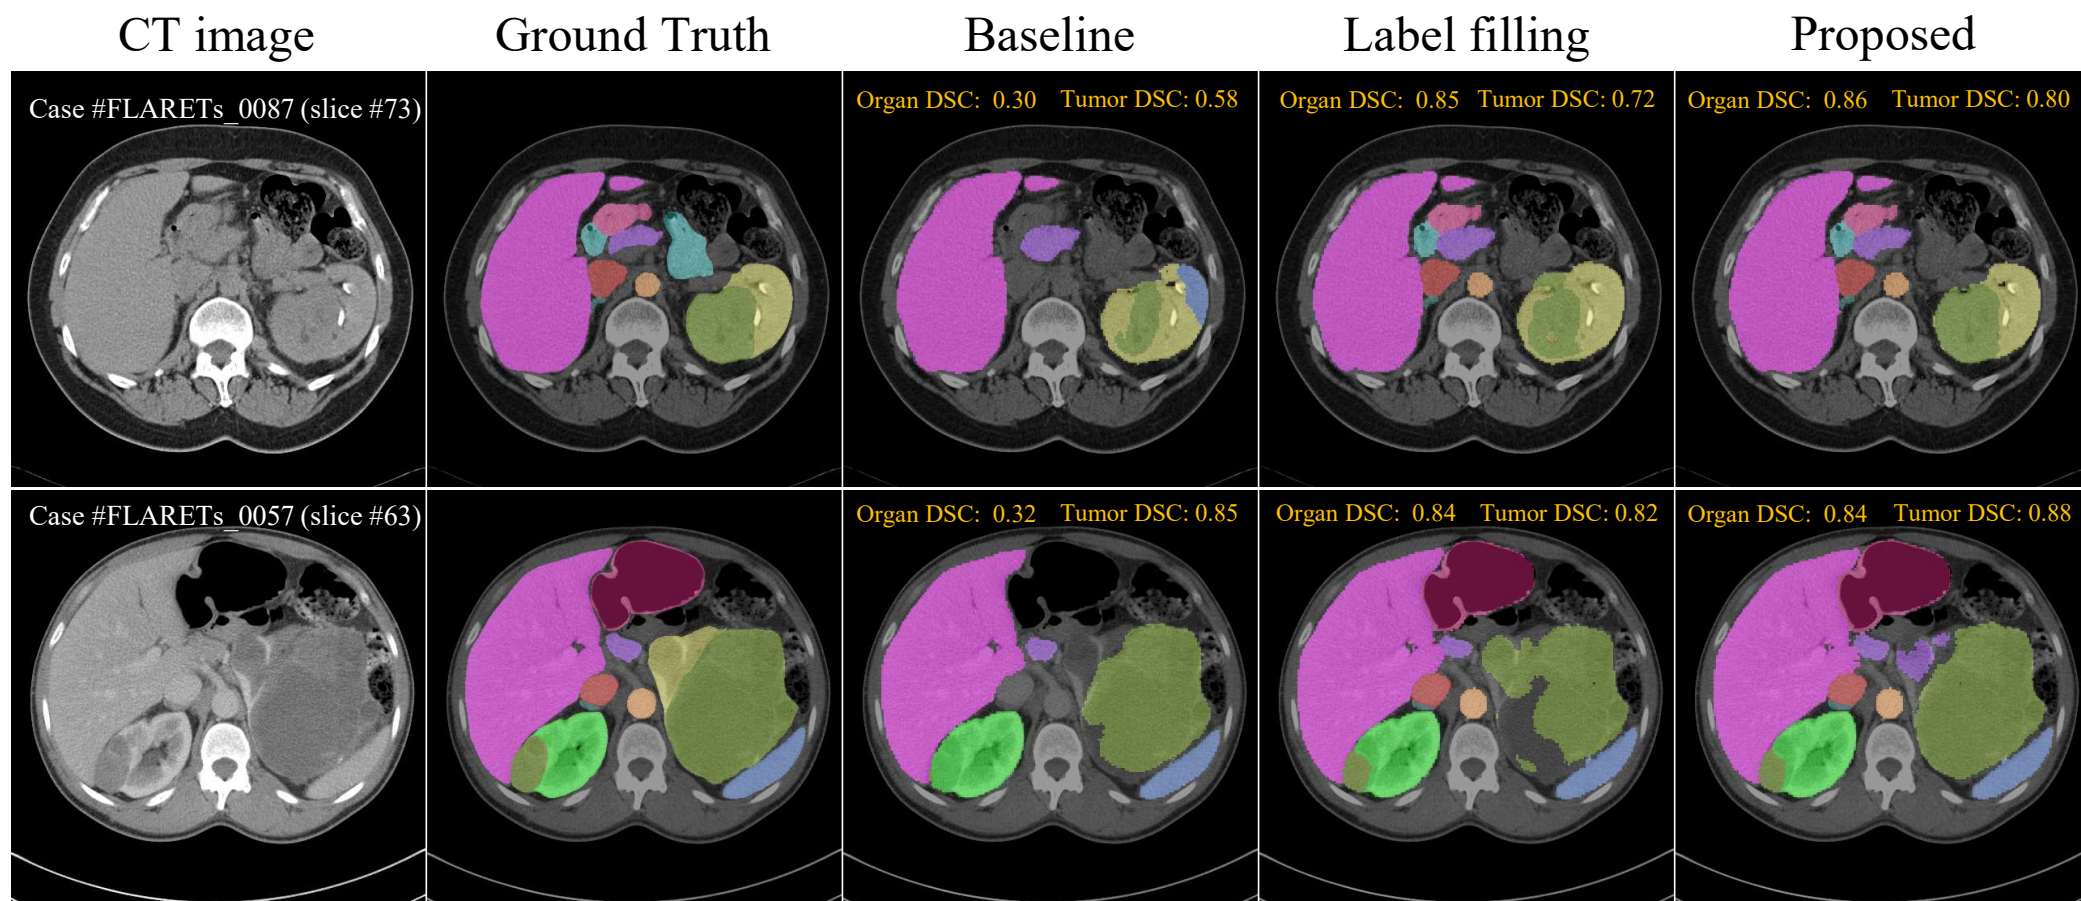 CT image Ground Truth Baseline Label filling Proposed
Case #FLARETs_0087 (slice #73)
Organ DSC: 0.30 Tumor DSC: 0.58
Organ DSC: 0.85 Tumor DSC: 0.72
Organ DSC: 0.86 Tumor DSC: 0.80
Case #FLARETs_0057 (slice #63)
Organ DSC: 0.32 Tumor DSC: 0.85
Organ DSC: 0.84 Tumor DSC: 0.82
Organ DSC: 0.84 Tumor DSC: 0.88